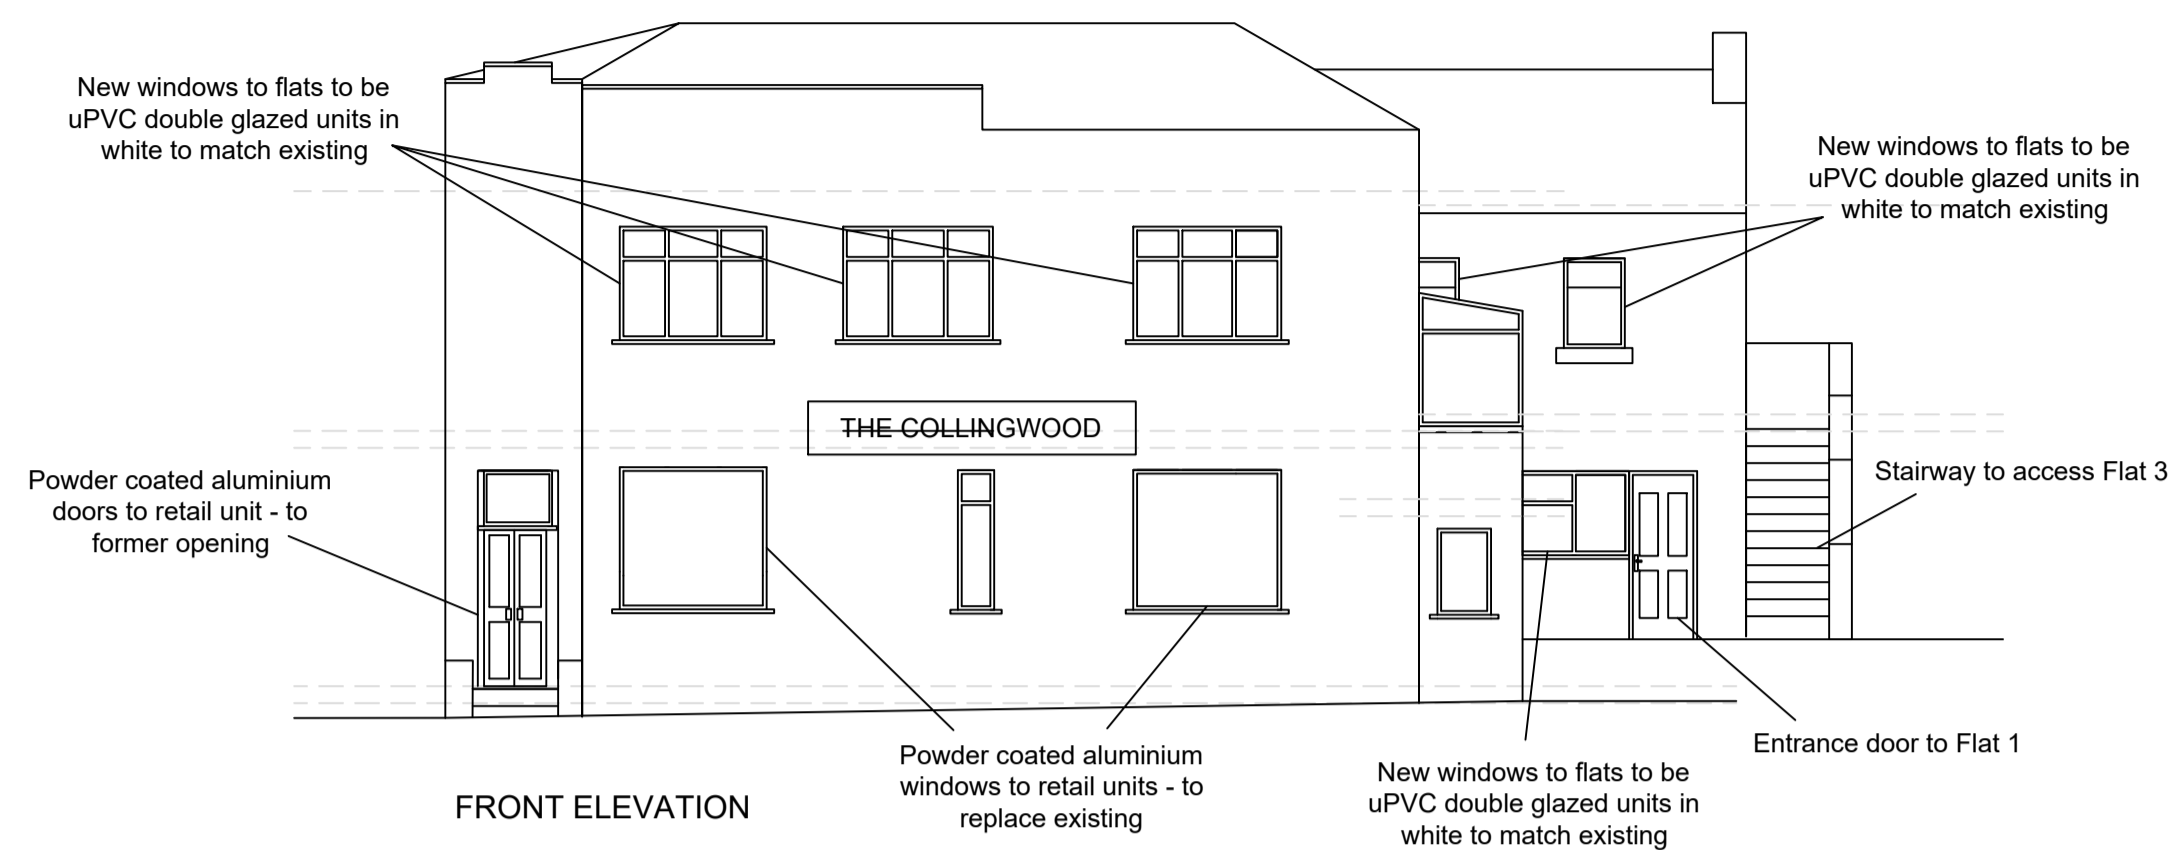 New windows to flats to be
uPVC double glazed units in
white to match existing
New windows to flats to be
uPVC double glazed units in
white to match existing
THE COLLINGWOOD
Powder coated aluminium
doors to retail unit - to
former opening
Stairway to access Flat 3
Powder coated aluminium
windows to retail units - to
replace existing
Entrance door to Flat 1
New windows to flats to be
uPVC double glazed units in
white to match existing
FRONT ELEVATION